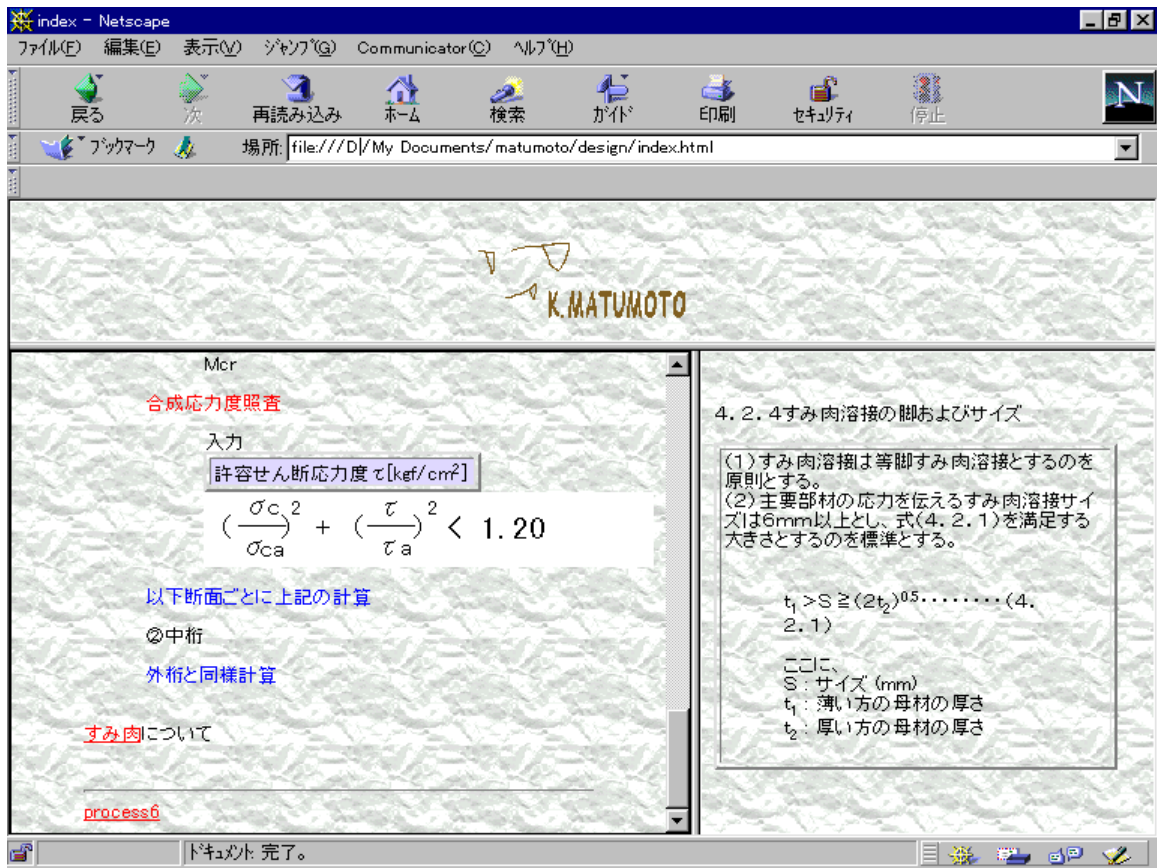 index - Netscape
ファイル(F) 編集(E) 表示(V) ジャンプ(G) Communicator(C) ヘルプ(H)
戻る 次 再読み込み ホーム 検索 ガイド 印刷 セキュリティ 停止
N
ブックマーク 場所: file:///D|/My Documents/matumoto/design/index.html
K.MATUMOTO
Mcr
合成応力度照査
入力
許容せん断応力度τ[kgf/cm²]
(σc/σca)² + (τ/τa)² < 1.20
以下断面ごとに上記の計算
②中桁
外桁と同様計算
すみ肉について
process6
4.2.4すみ肉溶接の脚およびサイズ
(1)すみ肉溶接は等脚すみ肉溶接とするのを
原則とする。
(2)主要部材の応力を伝えるすみ肉溶接サイ
ズは6mm以上とし、式(4.2.1)を満足する
大きさとするのを標準とする。
t₁>S≧(2t₂)⁰·⁵········(4.
2.1)
ここに、
S:サイズ(mm)
t₁:薄い方の母材の厚さ
t₂:厚い方の母材の厚さ
ドキュメント: 完了。